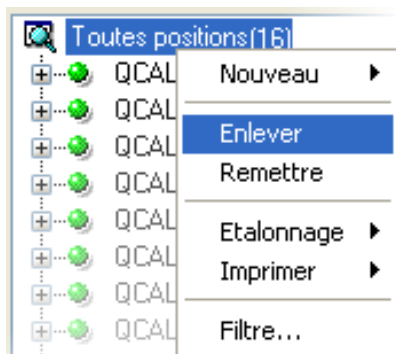 Toutes positions(16)
QCAL
QCAL
QCAL
QCAL
QCAL
QCAL
QCAL
QCAL
Nouveau
Enlever
Remettre
Etalonnage
Imprimer
Filtre...